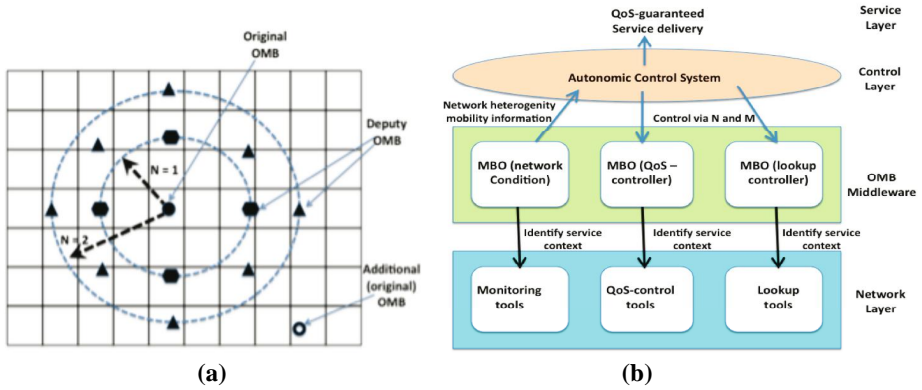 Original
OMB
Deputy
OMB
N = 1
N = 2
Additional
(original)
OMB
(a)
QoS-guaranteed
Service delivery
Service
Layer
Autonomic Control System
Control
Layer
Network heterogenity
mobility information
Control via N and M
MBO (network
Condition)
MBO (QoS –
controller)
MBO (lookup
controller)
OMB
Middleware
Identify service
context
Identify service
context
Identify service
context
Monitoring
tools
QoS-control
tools
Lookup
tools
Network
Layer
(b)